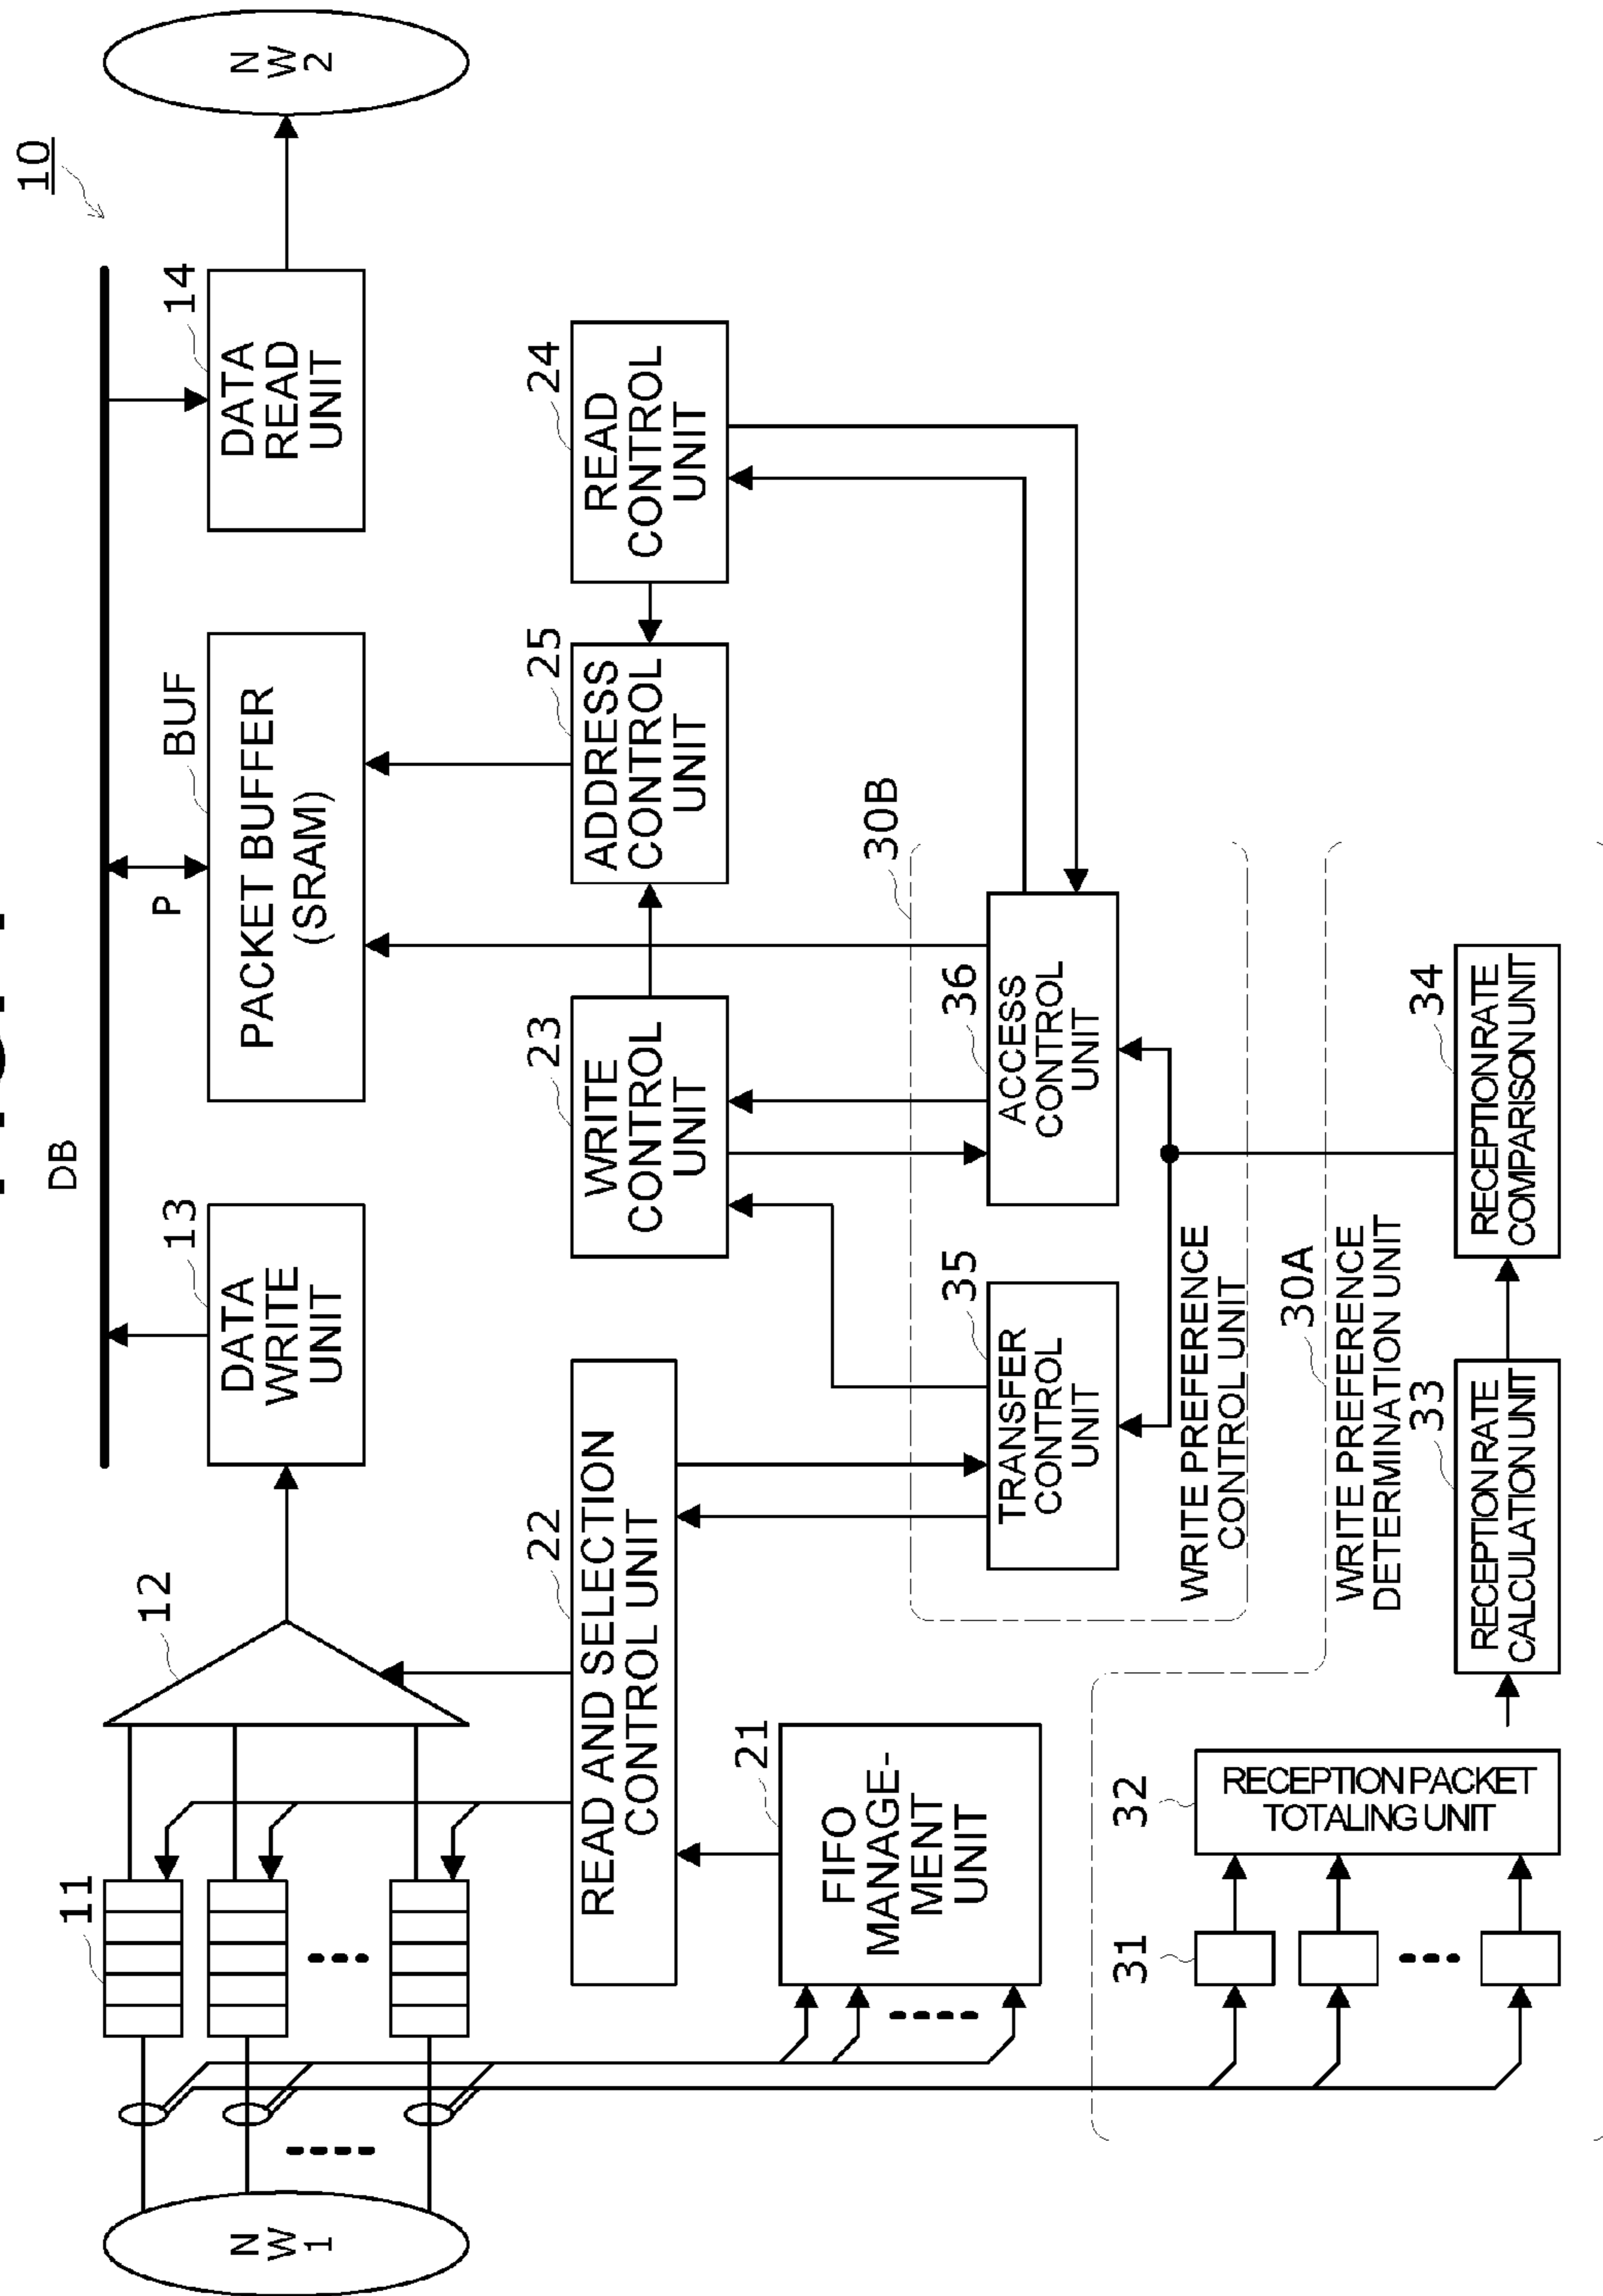 10
DB
N
W
1
N
W
2
11
12
13
DATA
WRITE
UNIT
P
BUF
PACKET BUFFER
(SRAM)
14
DATA
READ
UNIT
22
READ AND SELECTION
CONTROL UNIT
23
WRITE
CONTROL
UNIT
25
ADDRESS
CONTROL
UNIT
24
READ
CONTROL
UNIT
21
FIFO
MANAGE-
MENT
UNIT
30B
35
TRANSFER
CONTROL
UNIT
36
ACCESS
CONTROL
UNIT
WRITE PREFERENCE
CONTROL UNIT
30A
WRITE PREFERENCE
DETERMINATION UNIT
31
32
RECEPTION PACKET
TOTALING UNIT
33
RECEPTION RATE
CALCULATION UNIT
34
RECEPTION RATE
COMPARISON UNIT